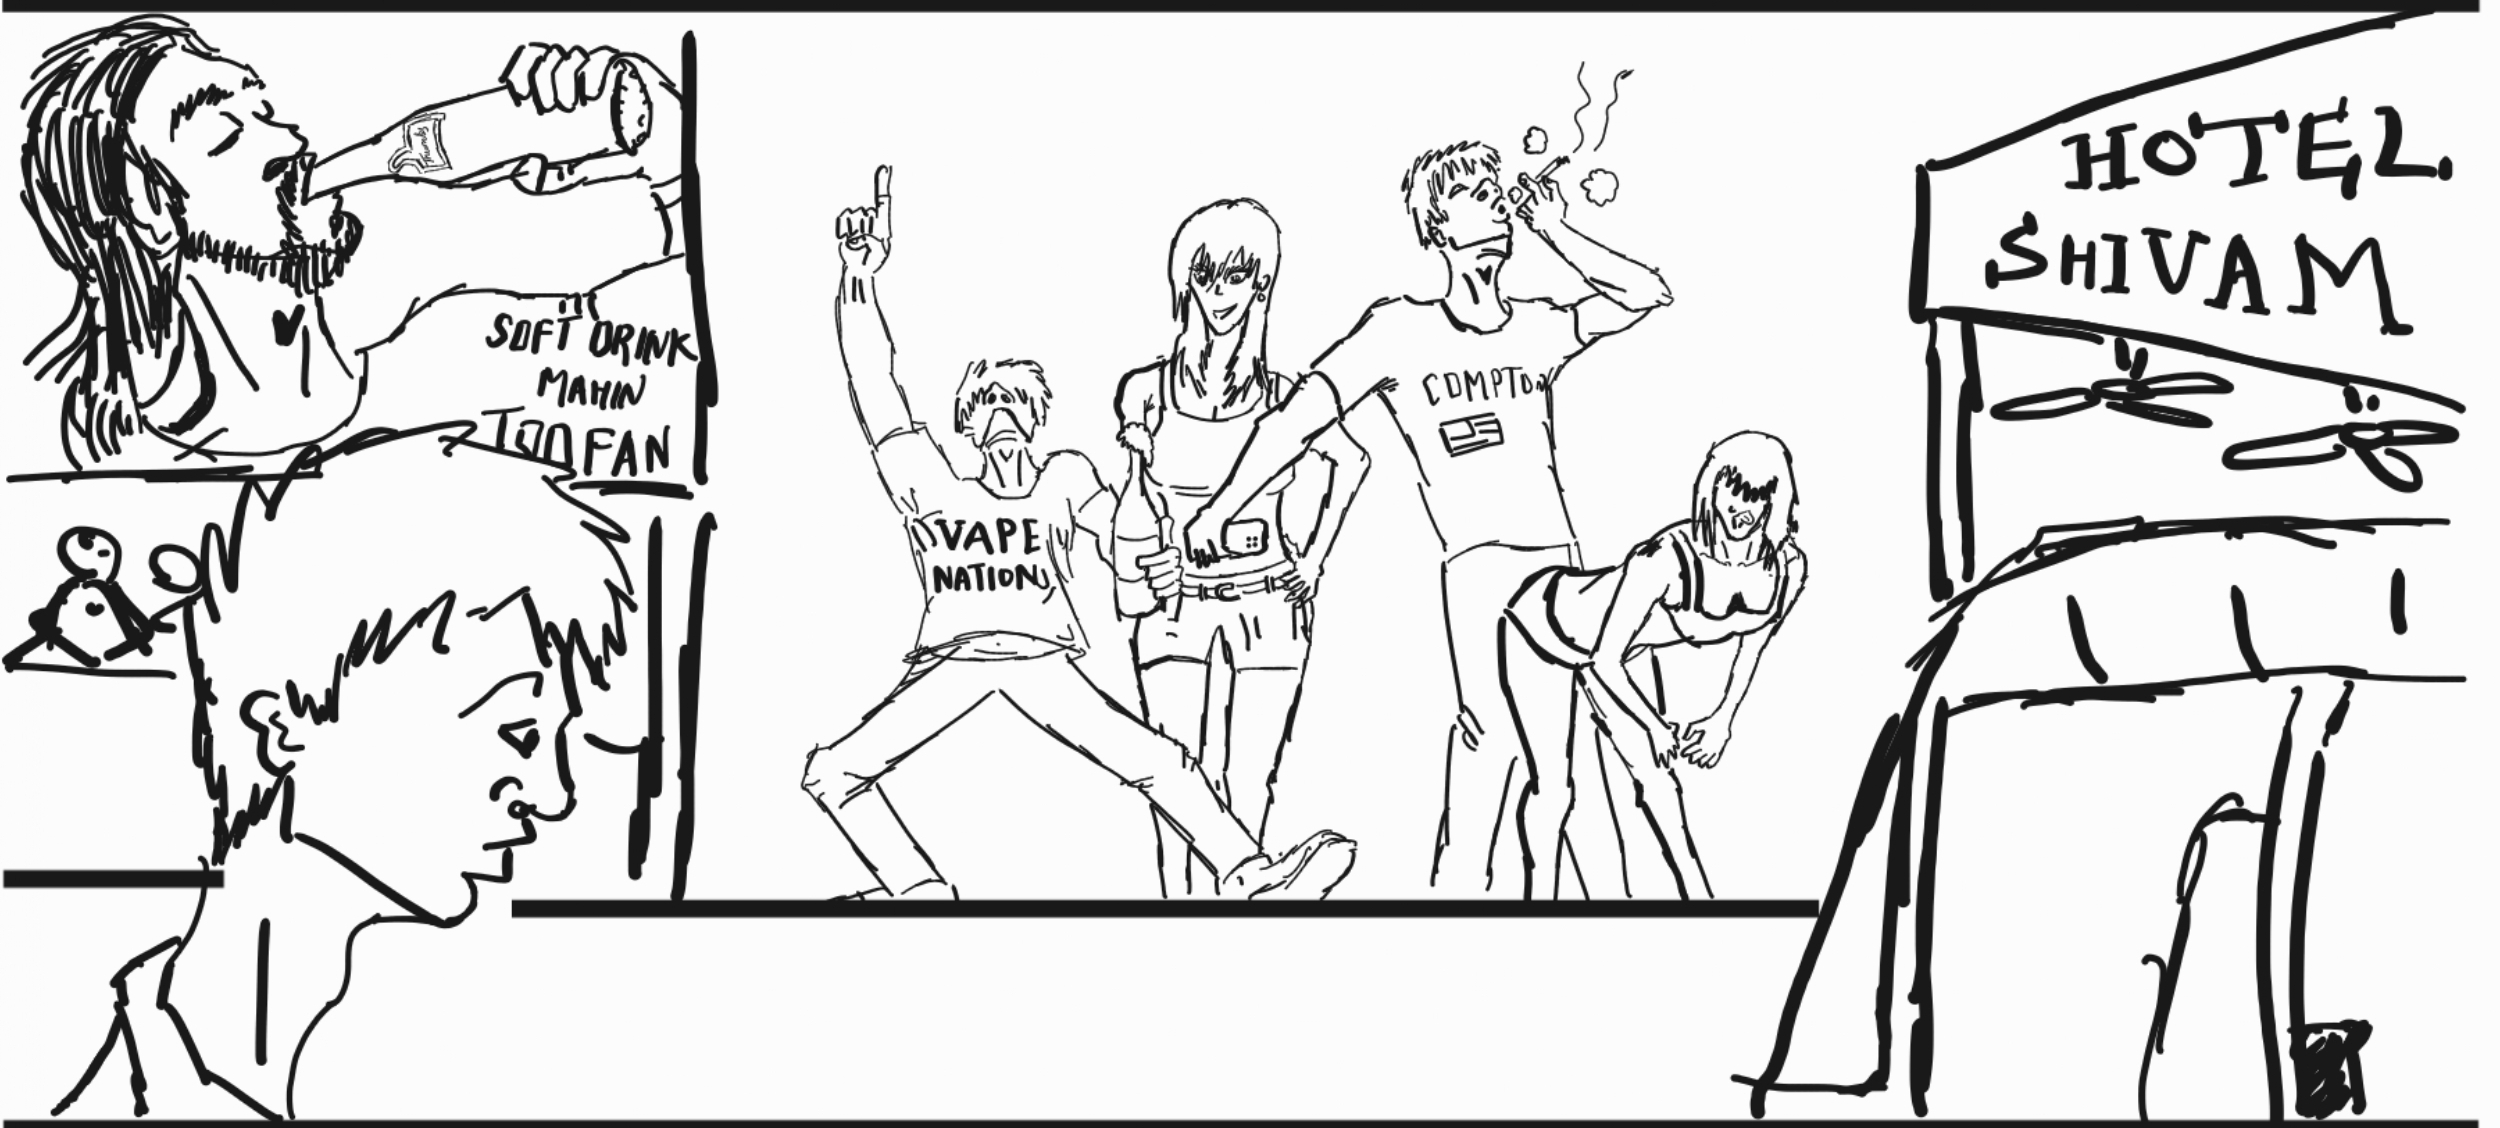 SOFT DRINK
MAHIN
TOOFAN
VAPE
NATION
COMPTON
HOTEL.
SHIVAM